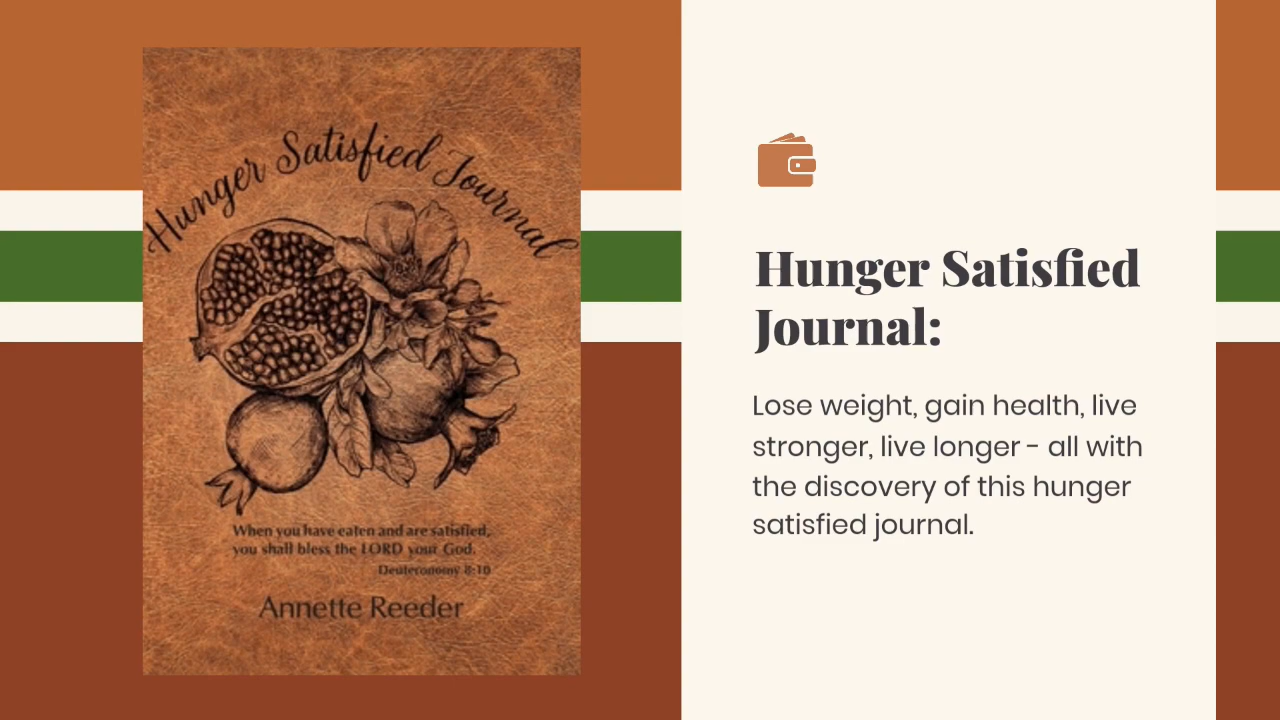 Hunger Satisfied Journal
When you have eaten and are satisfied,
you shall bless the LORD your God.
Deuteronomy 8:10
Annette Reeder
Hunger Satisfied
Journal:
Lose weight, gain health, live
stronger, live longer - all with
the discovery of this hunger
satisfied journal.